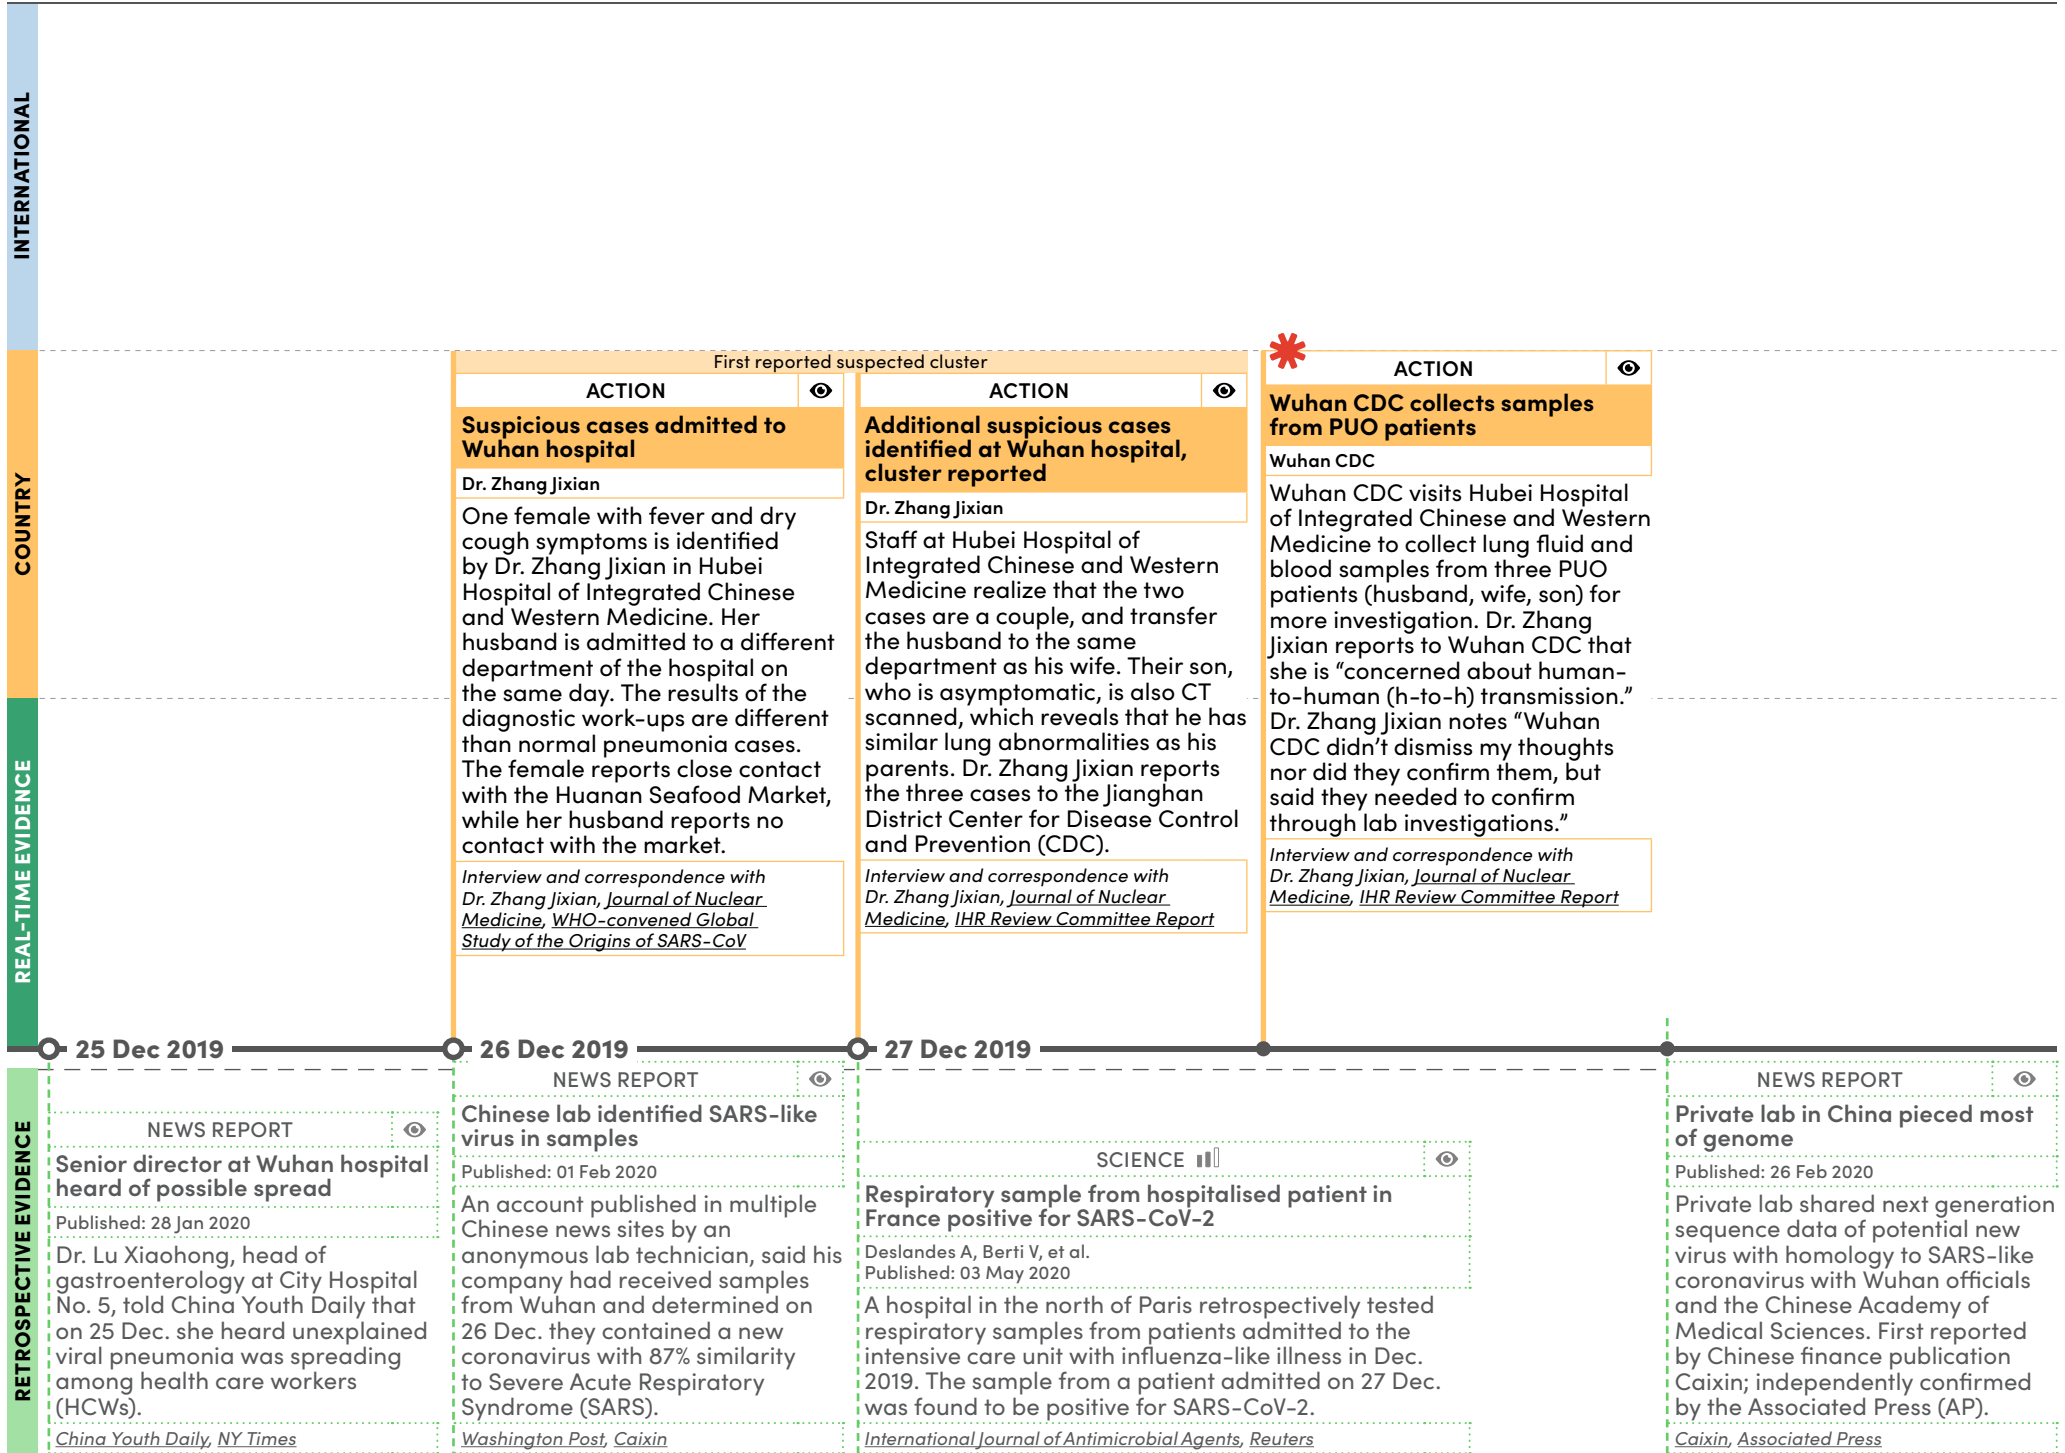 INTERNATIONAL
COUNTRY
REAL-TIME EVIDENCE
RETROSPECTIVE EVIDENCE
First reported suspected cluster
ACTION
Suspicious cases admitted to
Wuhan hospital
Dr. Zhang Jixian
One female with fever and dry
cough symptoms is identified
by Dr. Zhang Jixian in Hubei
Hospital of Integrated Chinese
and Western Medicine. Her
husband is admitted to a different
department of the hospital on
the same day. The results of the
diagnostic work-ups are different
than normal pneumonia cases.
The female reports close contact
with the Huanan Seafood Market,
while her husband reports no
contact with the market.
Interview and correspondence with
Dr. Zhang Jixian, Journal of Nuclear
Medicine, WHO-convened Global
Study of the Origins of SARS-CoV
ACTION
Additional suspicious cases
identified at Wuhan hospital,
cluster reported
Dr. Zhang Jixian
Staff at Hubei Hospital of
Integrated Chinese and Western
Medicine realize that the two
cases are a couple, and transfer
the husband to the same
department as his wife. Their son,
who is asymptomatic, is also CT
scanned, which reveals that he has
similar lung abnormalities as his
parents. Dr. Zhang Jixian reports
the three cases to the Jianghan
District Center for Disease Control
and Prevention (CDC).
Interview and correspondence with
Dr. Zhang Jixian, Journal of Nuclear
Medicine, IHR Review Committee Report
ACTION
Wuhan CDC collects samples
from PUO patients
Wuhan CDC
Wuhan CDC visits Hubei Hospital
of Integrated Chinese and Western
Medicine to collect lung fluid and
blood samples from three PUO
patients (husband, wife, son) for
more investigation. Dr. Zhang
Jixian reports to Wuhan CDC that
she is “concerned about human-
to-human (h-to-h) transmission.”
Dr. Zhang Jixian notes “Wuhan
CDC didn’t dismiss my thoughts
nor did they confirm them, but
said they needed to confirm
through lab investigations.”
Interview and correspondence with
Dr. Zhang Jixian, Journal of Nuclear
Medicine, IHR Review Committee Report
25 Dec 2019
26 Dec 2019
27 Dec 2019
NEWS REPORT
Senior director at Wuhan hospital
heard of possible spread
Published: 28 Jan 2020
Dr. Lu Xiaohong, head of
gastroenterology at City Hospital
No. 5, told China Youth Daily that
on 25 Dec. she heard unexplained
viral pneumonia was spreading
among health care workers
(HCWs).
China Youth Daily, NY Times
NEWS REPORT
Chinese lab identified SARS-like
virus in samples
Published: 01 Feb 2020
An account published in multiple
Chinese news sites by an
anonymous lab technician, said his
company had received samples
from Wuhan and determined on
26 Dec. they contained a new
coronavirus with 87% similarity
to Severe Acute Respiratory
Syndrome (SARS).
Washington Post, Caixin
SCIENCE
Respiratory sample from hospitalised patient in
France positive for SARS-CoV-2
Deslandes A, Berti V, et al.
Published: 03 May 2020
A hospital in the north of Paris retrospectively tested
respiratory samples from patients admitted to the
intensive care unit with influenza-like illness in Dec.
2019. The sample from a patient admitted on 27 Dec.
was found to be positive for SARS-CoV-2.
International Journal of Antimicrobial Agents, Reuters
NEWS REPORT
Private lab in China pieced most
of genome
Published: 26 Feb 2020
Private lab shared next generation
sequence data of potential new
virus with homology to SARS-like
coronavirus with Wuhan officials
and the Chinese Academy of
Medical Sciences. First reported
by Chinese finance publication
Caixin; independently confirmed
by the Associated Press (AP).
Caixin, Associated Press